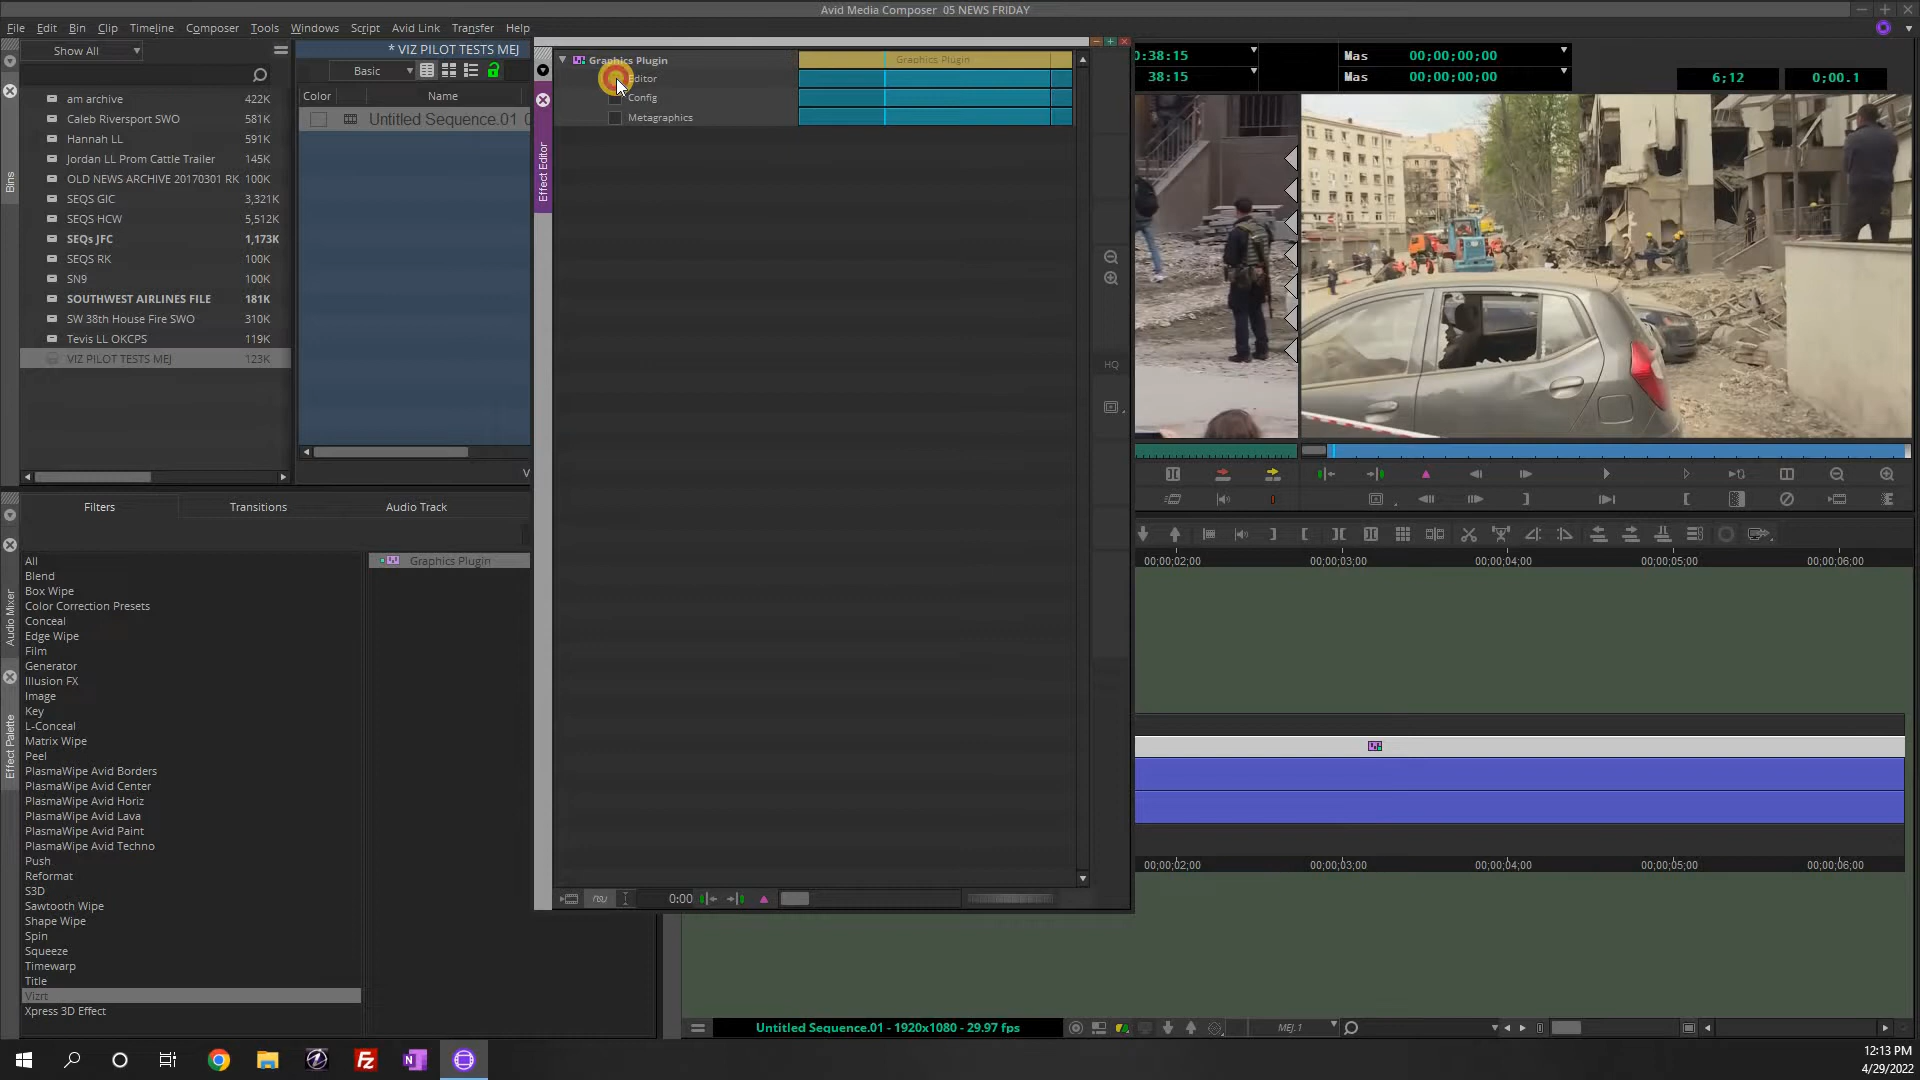 Avid Media Composer  05 NEWS FRIDAY
File Edit Bin Clip Timeline Composer Tools Windows Script Avid Link Transfer Help
Show All
* VIZ PILOT TESTS MEJ
Basic
Color Name
Untitled Sequence.01
am archive 422K
Caleb Riversport SWO 581K
Hannah LL 591K
Jordan LL Prom Cattle Trailer 145K
OLD NEWS ARCHIVE 20170301 RK 100K
SEQS GIC 3,321K
SEQS HCW 5,512K
SEQs JFC 1,173K
SEQS RK 100K
SN9 100K
SOUTHWEST AIRLINES FILE 181K
SW 38th House Fire SWO 310K
Tevis LL OKCPS 119K
VIZ PILOT TESTS MEJ 123K
Bins
Graphics Plugin
Editor
Config
Metagraphics
Graphics Plugin
Effect Editor
HQ
0:00
0:38:15
38:15
Mas 00;00;00;00
Mas 00;00;00;00
6;12 0;00.1
Filters Transitions Audio Track
Audio Mixer
Effect Palette
All
Blend
Box Wipe
Color Correction Presets
Conceal
Edge Wipe
Film
Generator
Illusion FX
Image
Key
L-Conceal
Matrix Wipe
Peel
PlasmaWipe Avid Borders
PlasmaWipe Avid Center
PlasmaWipe Avid Horiz
PlasmaWipe Avid Lava
PlasmaWipe Avid Paint
PlasmaWipe Avid Techno
Push
Reformat
S3D
Sawtooth Wipe
Shape Wipe
Spin
Squeeze
Timewarp
Title
Vizrt
Xpress 3D Effect
Graphics Plugin
00;00;02;00 00;00;03;00 00;00;04;00 00;00;05;00 00;00;06;00
00;00;02;00 00;00;03;00 00;00;04;00 00;00;05;00 00;00;06;00
Untitled Sequence.01 - 1920x1080 - 29.97 fps
MEJ.1
12:13 PM
4/29/2022